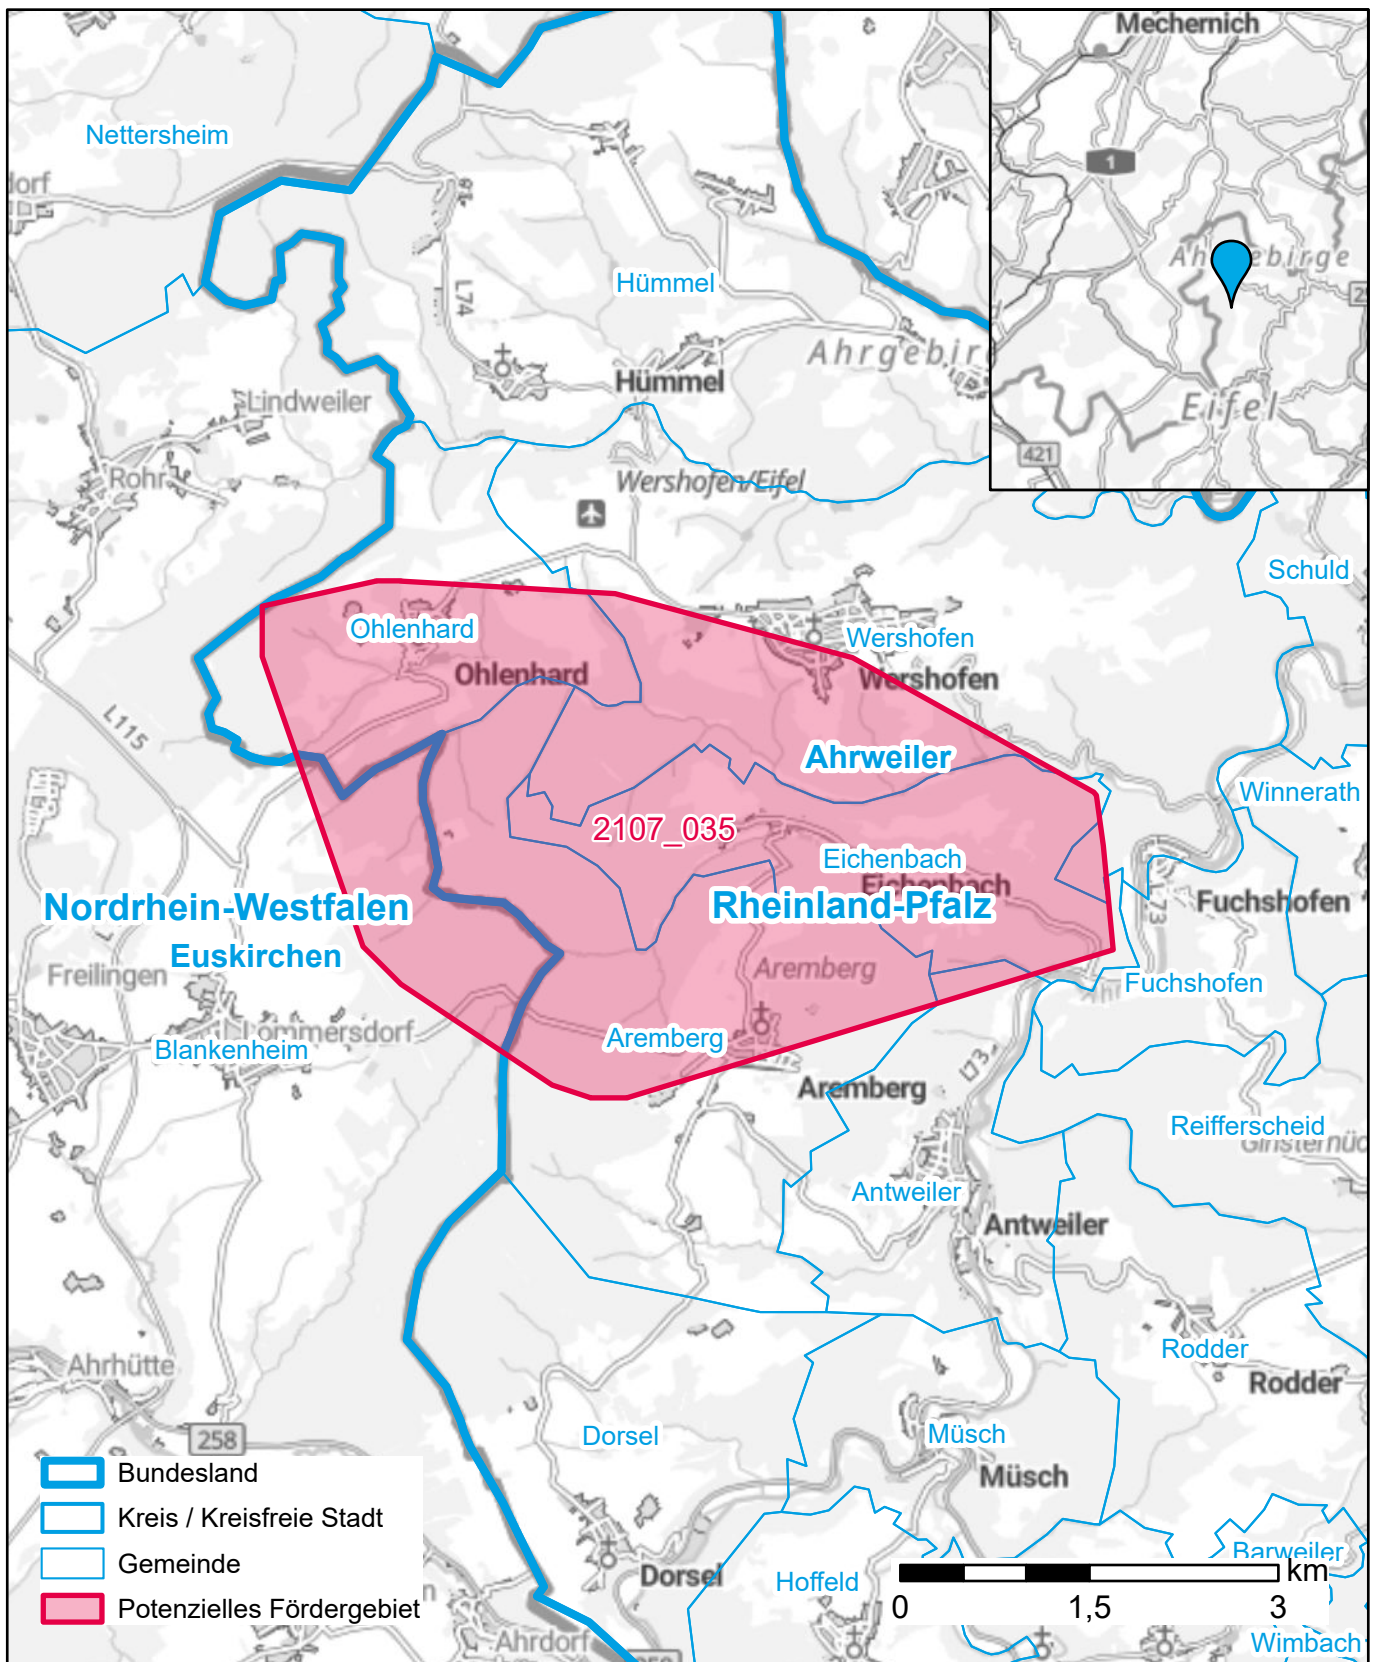 Mechernich
Nettersheim
1
dorf
Ahrgebirge
Hümmel
L74
Ahrgebirg
Hümmel
Eifel
Lindweiler
421
Rohr
Wershofen/Eifel
Schuld
Ohlenhard
Wershofen
Ohlenhard
Wershofen
L115
Ahrweiler
Winnerath
2107_035
Eichenbach
Eichenbach
Nordrhein-Westfalen
Rheinland-Pfalz
L73
Fuchshofen
Euskirchen
Freilingen
Aremberg
Fuchshofen
Lommersdorf
Aremberg
Blankenheim
L73
Aremberg
Reifferscheid
Antweiler
Antweiler
Rodder
Ahrhütte
Rodder
258
Dorsel
Müsch
Müsch
Bundesland
Kreis / Kreisfreie Stadt
Gemeinde
Potenzielles Fördergebiet
Barweiler
Dorsel
Hoffeld
km
0 1,5 3
Ahrdorf
Wimbach